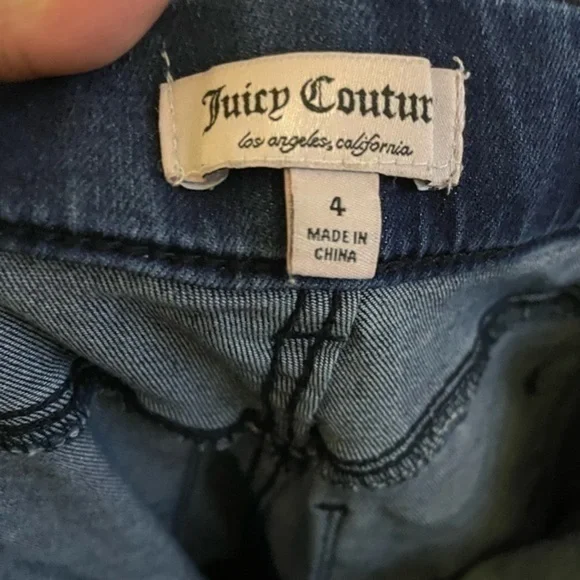 Juicy Coutur
los angeles, california
4
MADE IN
CHINA